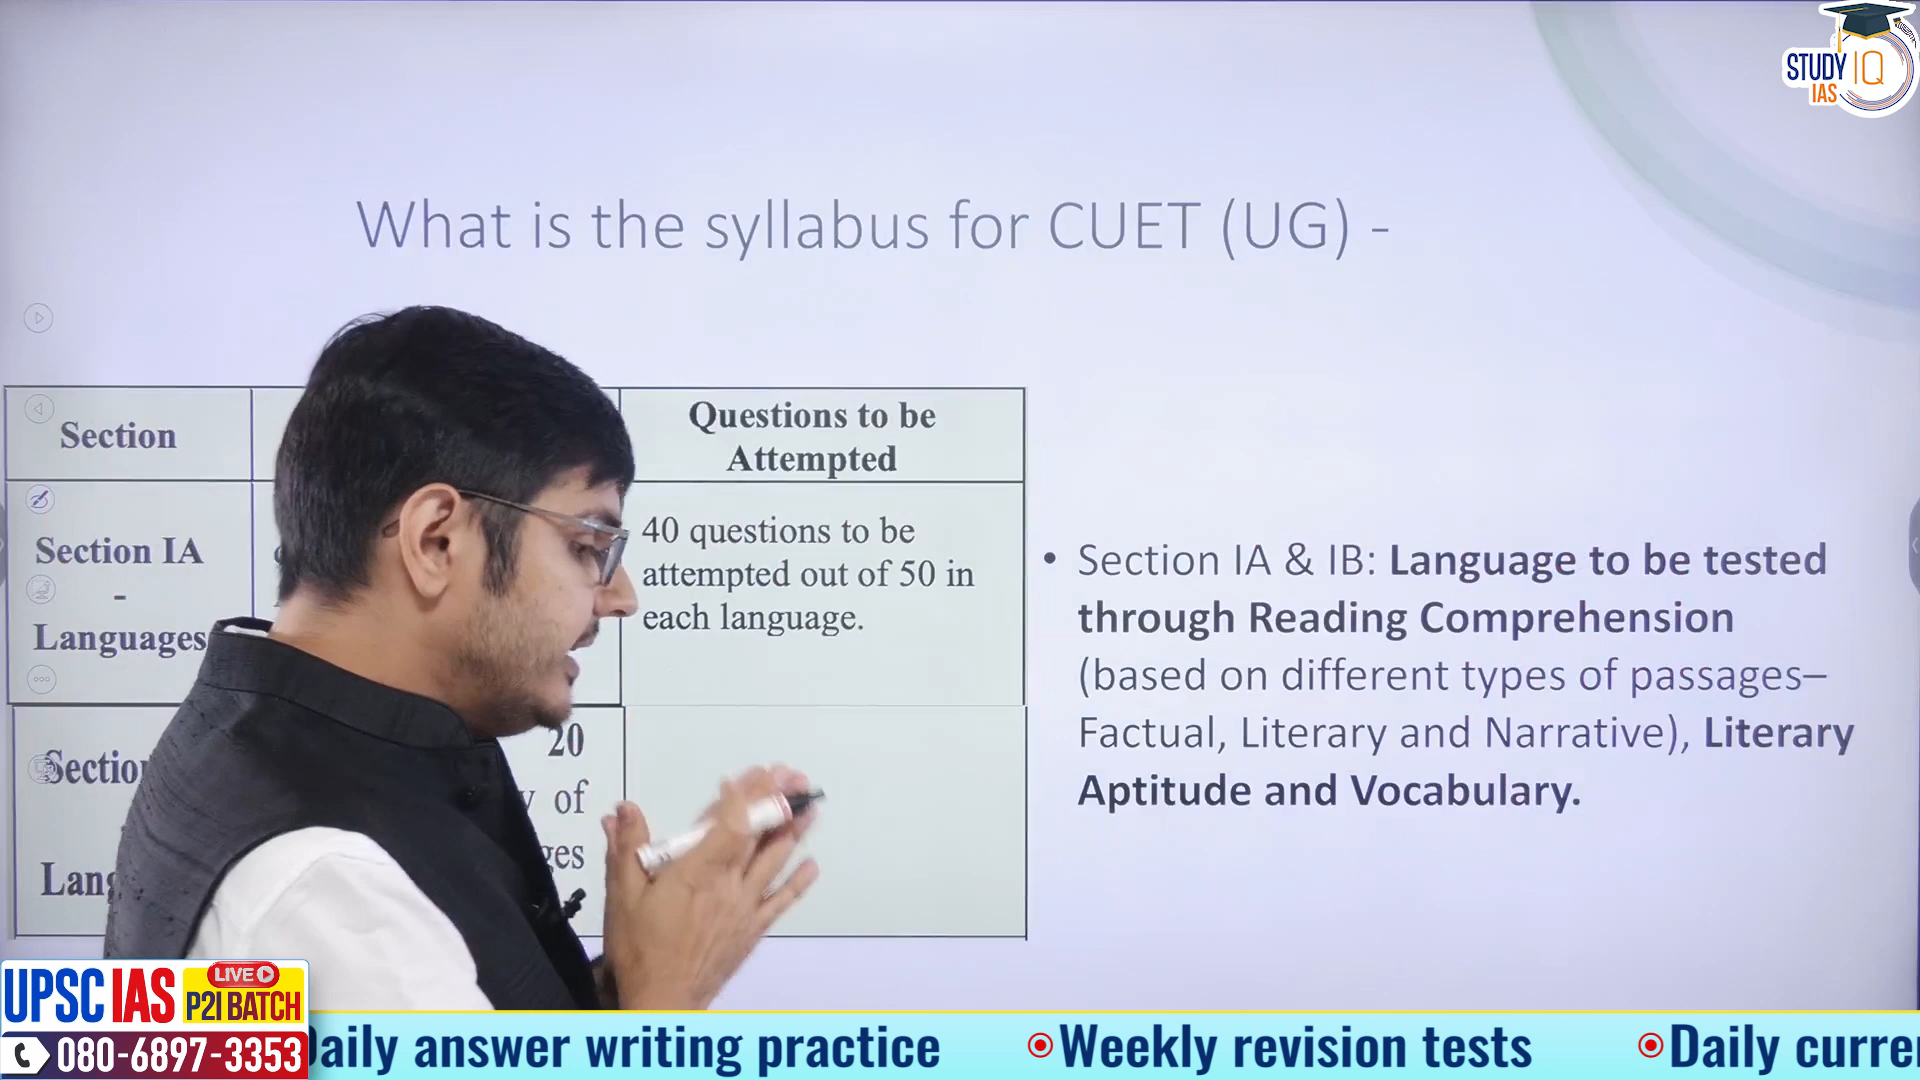 STUDY IQ
IAS
What is the syllabus for CUET (UG) -
Section
Questions to be
Attempted
Section IA
-
Languages
40 questions to be
attempted out of 50 in
each language.
20
of
• Section IA & IB: Language to be tested
through Reading Comprehension
(based on different types of passages–
Factual, Literary and Narrative), Literary
Aptitude and Vocabulary.
UPSC IAS
LIVE
P2I BATCH
080-6897-3353
Daily answer writing practice
Weekly revision tests
Daily